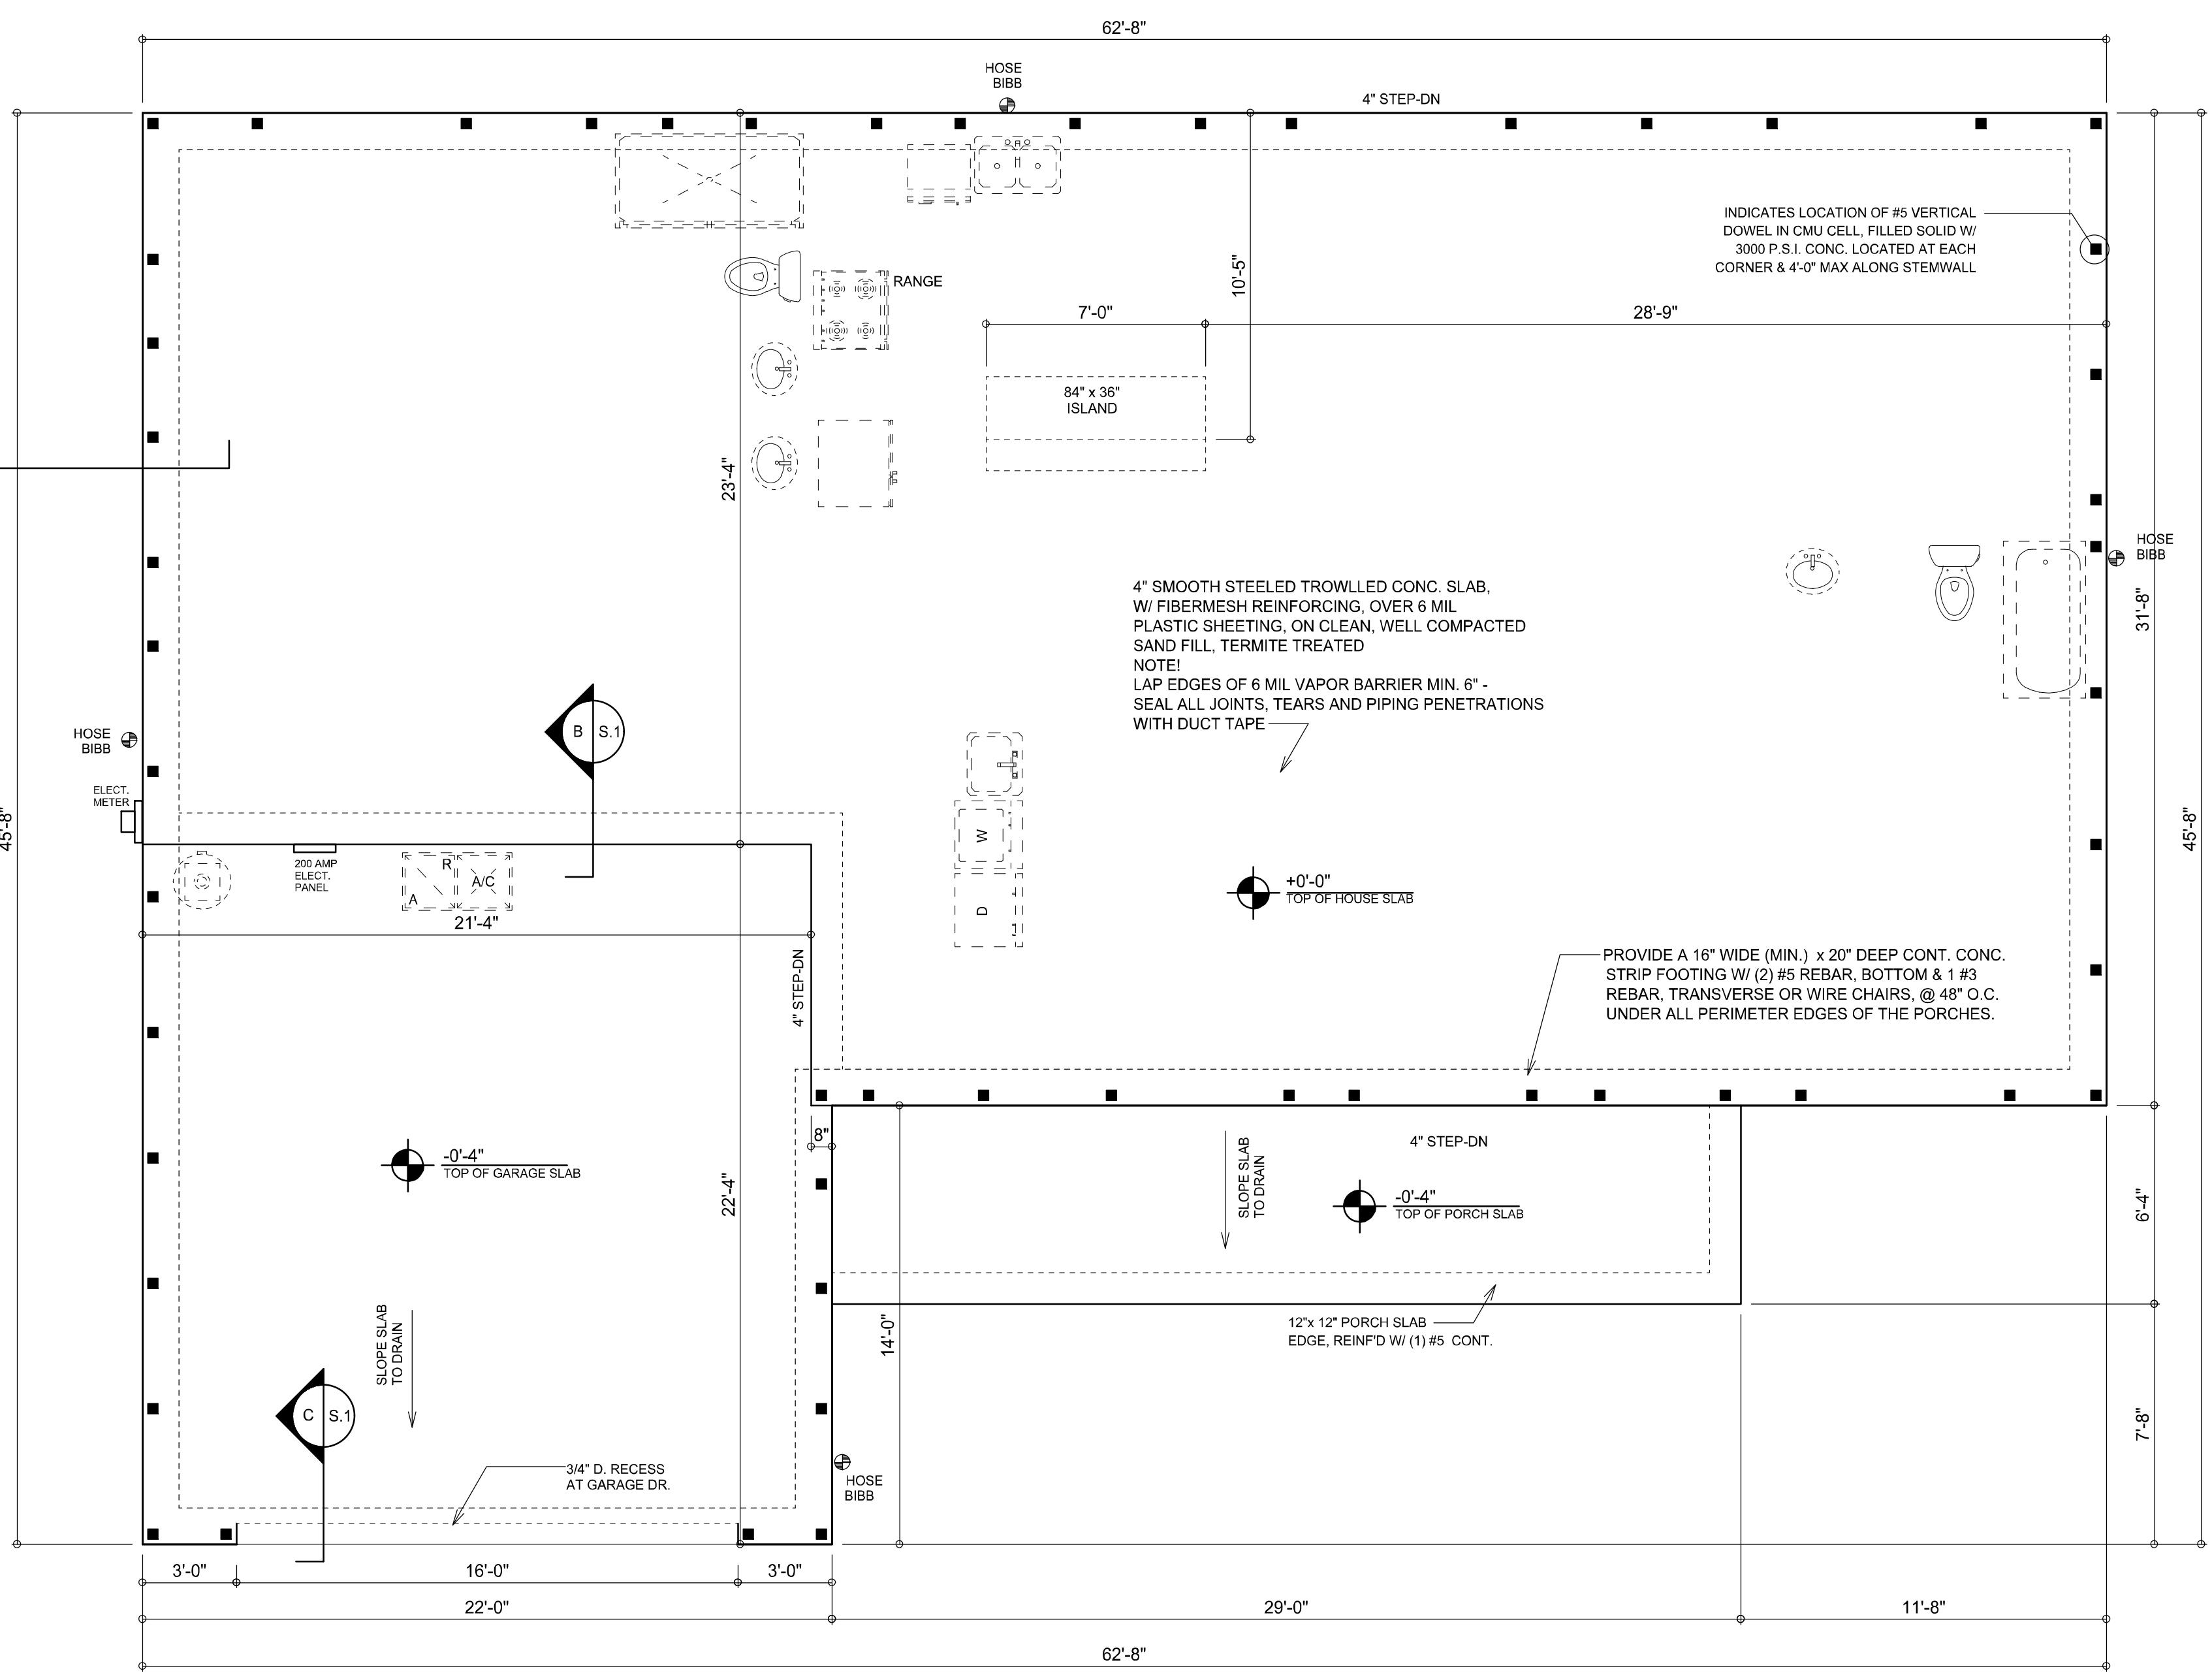 62'-8"
HOSE
BIBB
4" STEP-DN
INDICATES LOCATION OF #5 VERTICAL
DOWEL IN CMU CELL, FILLED SOLID W/
3000 P.S.I. CONC. LOCATED AT EACH
CORNER & 4'-0" MAX ALONG STEMWALL
RANGE
10'-5"
7'-0"
28'-9"
84" x 36"
ISLAND
23'-4"
4" SMOOTH STEELED TROWLLED CONC. SLAB,
W/ FIBERMESH REINFORCING, OVER 6 MIL
PLASTIC SHEETING, ON CLEAN, WELL COMPACTED
SAND FILL, TERMITE TREATED
NOTE!
LAP EDGES OF 6 MIL VAPOR BARRIER MIN. 6" -
SEAL ALL JOINTS, TEARS AND PIPING PENETRATIONS
WITH DUCT TAPE
HOSE
BIBB
31'-8"
B S.1
HOSE
BIBB
ELECT.
METER
45'-8"
45'-8"
W
D
200 AMP
ELECT.
PANEL
R
A
A/C
21'-4"
+0'-0"
TOP OF HOUSE SLAB
4" STEP-DN
PROVIDE A 16" WIDE (MIN.) x 20" DEEP CONT. CONC.
STRIP FOOTING W/ (2) #5 REBAR, BOTTOM & 1 #3
REBAR, TRANSVERSE OR WIRE CHAIRS, @ 48" O.C.
UNDER ALL PERIMETER EDGES OF THE PORCHES.
8"
4" STEP-DN
-0'-4"
TOP OF GARAGE SLAB
22'-4"
SLOPE SLAB
TO DRAIN
-0'-4"
TOP OF PORCH SLAB
6'-4"
12"x 12" PORCH SLAB
EDGE, REINF'D W/ (1) #5 CONT.
14'-0"
SLOPE SLAB
TO DRAIN
C S.1
7'-8"
3/4" D. RECESS
AT GARAGE DR.
HOSE
BIBB
3'-0"
16'-0"
3'-0"
22'-0"
29'-0"
11'-8"
62'-8"